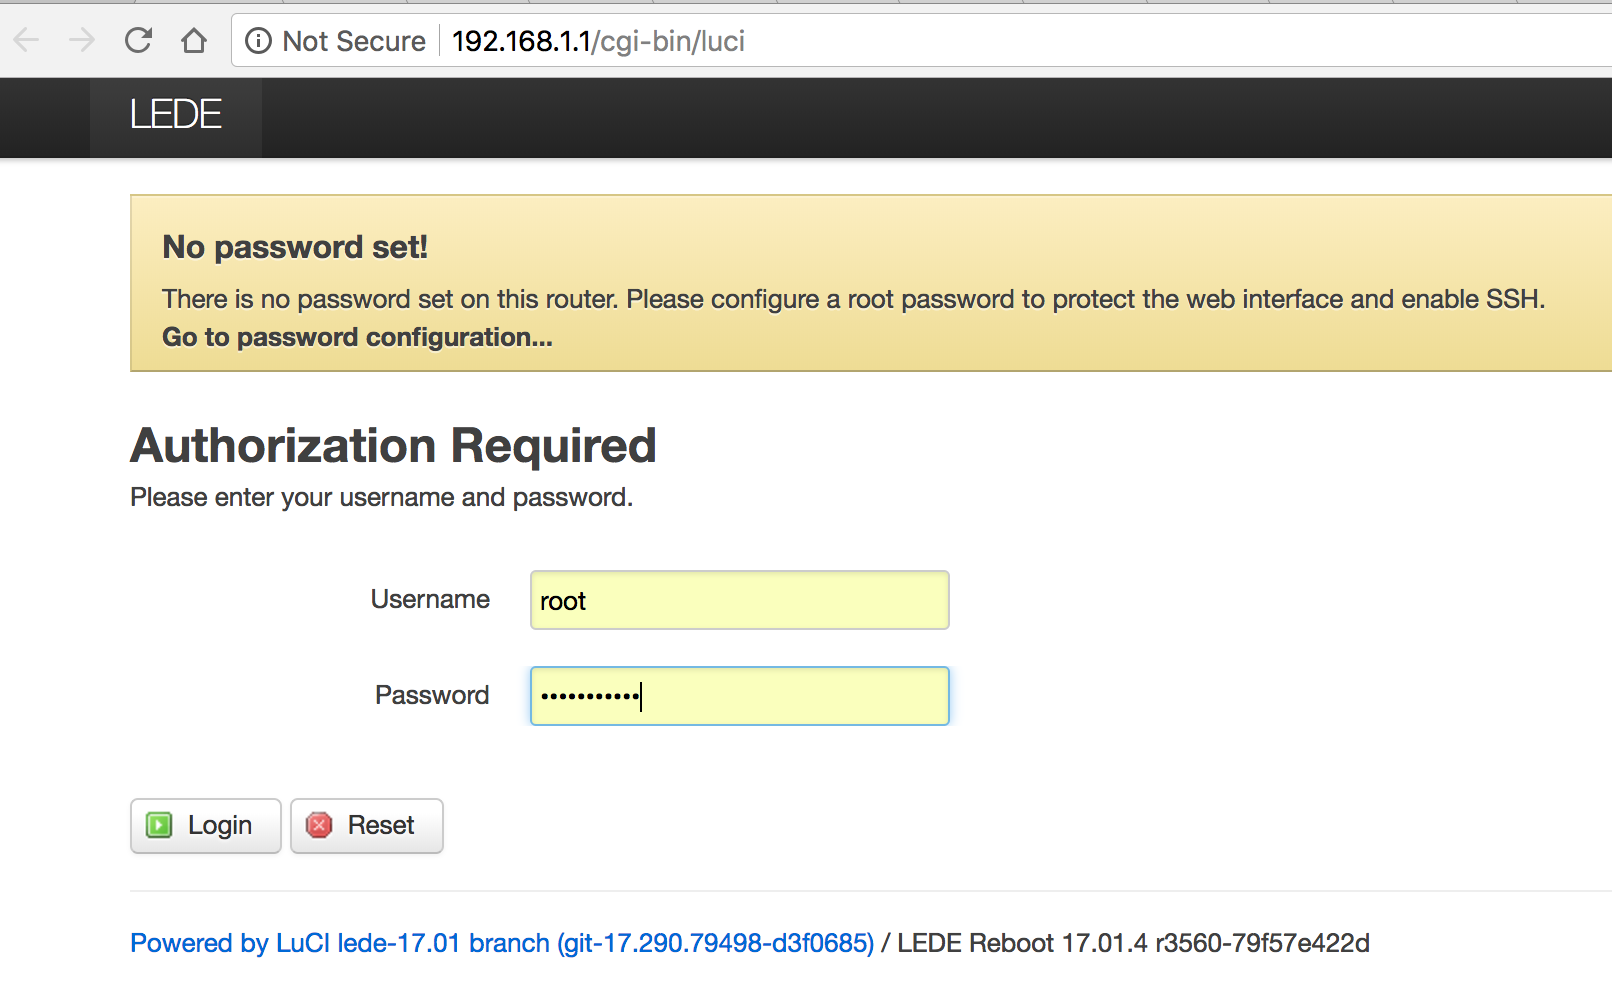 Not Secure 192.168.1.1/cgi-bin/luci
LEDE
No password set!
There is no password set on this router. Please configure a root password to protect the web interface and enable SSH.
Go to password configuration...
Authorization Required
Please enter your username and password.
Username root
Password •••••••••••
Login Reset
Powered by LuCI lede-17.01 branch (git-17.290.79498-d3f0685) / LEDE Reboot 17.01.4 r3560-79f57e422d